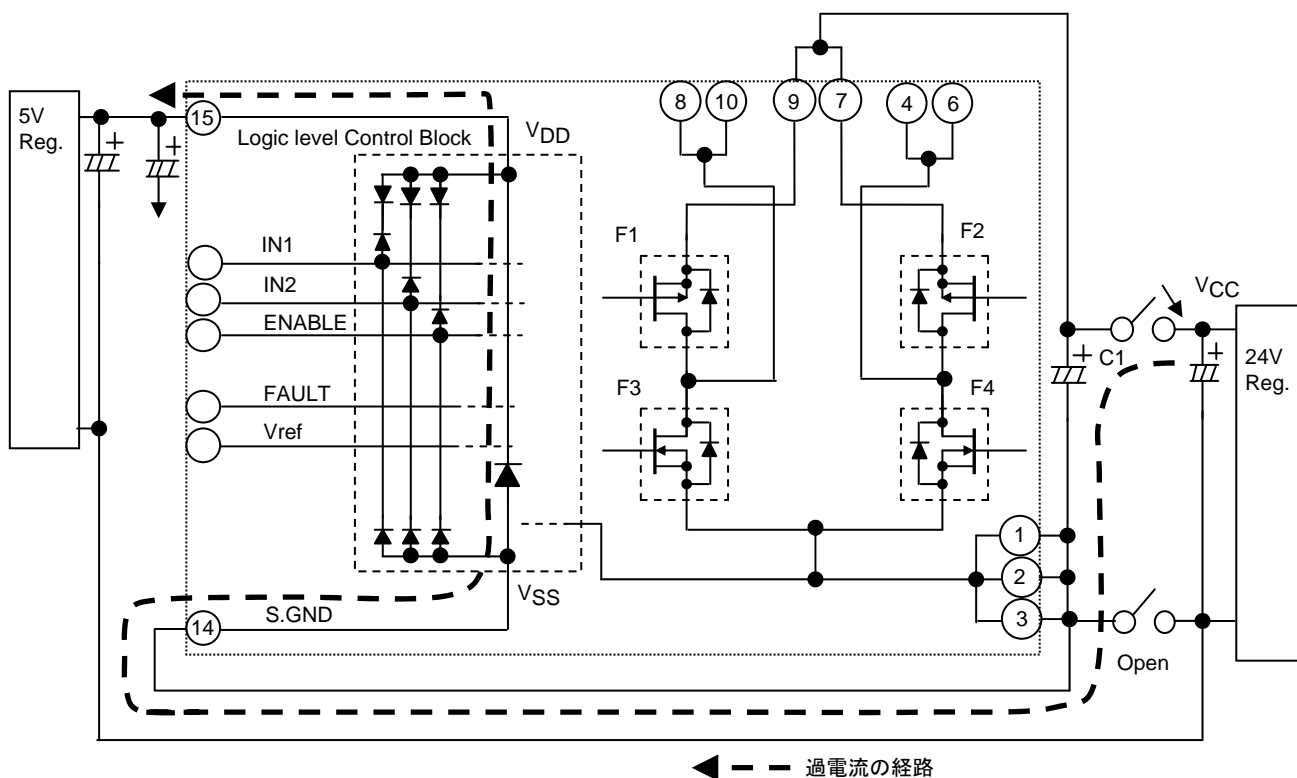 5V
Reg.
+
+
15
Logic level Control Block
VDD
8
10
9
7
4
6
IN1
IN2
ENABLE
FAULT
Vref
F1
F2
F3
F4
VCC
+
C1
+
24V
Reg.
1
2
3
VSS
S.GND
14
Open
過電流の経路